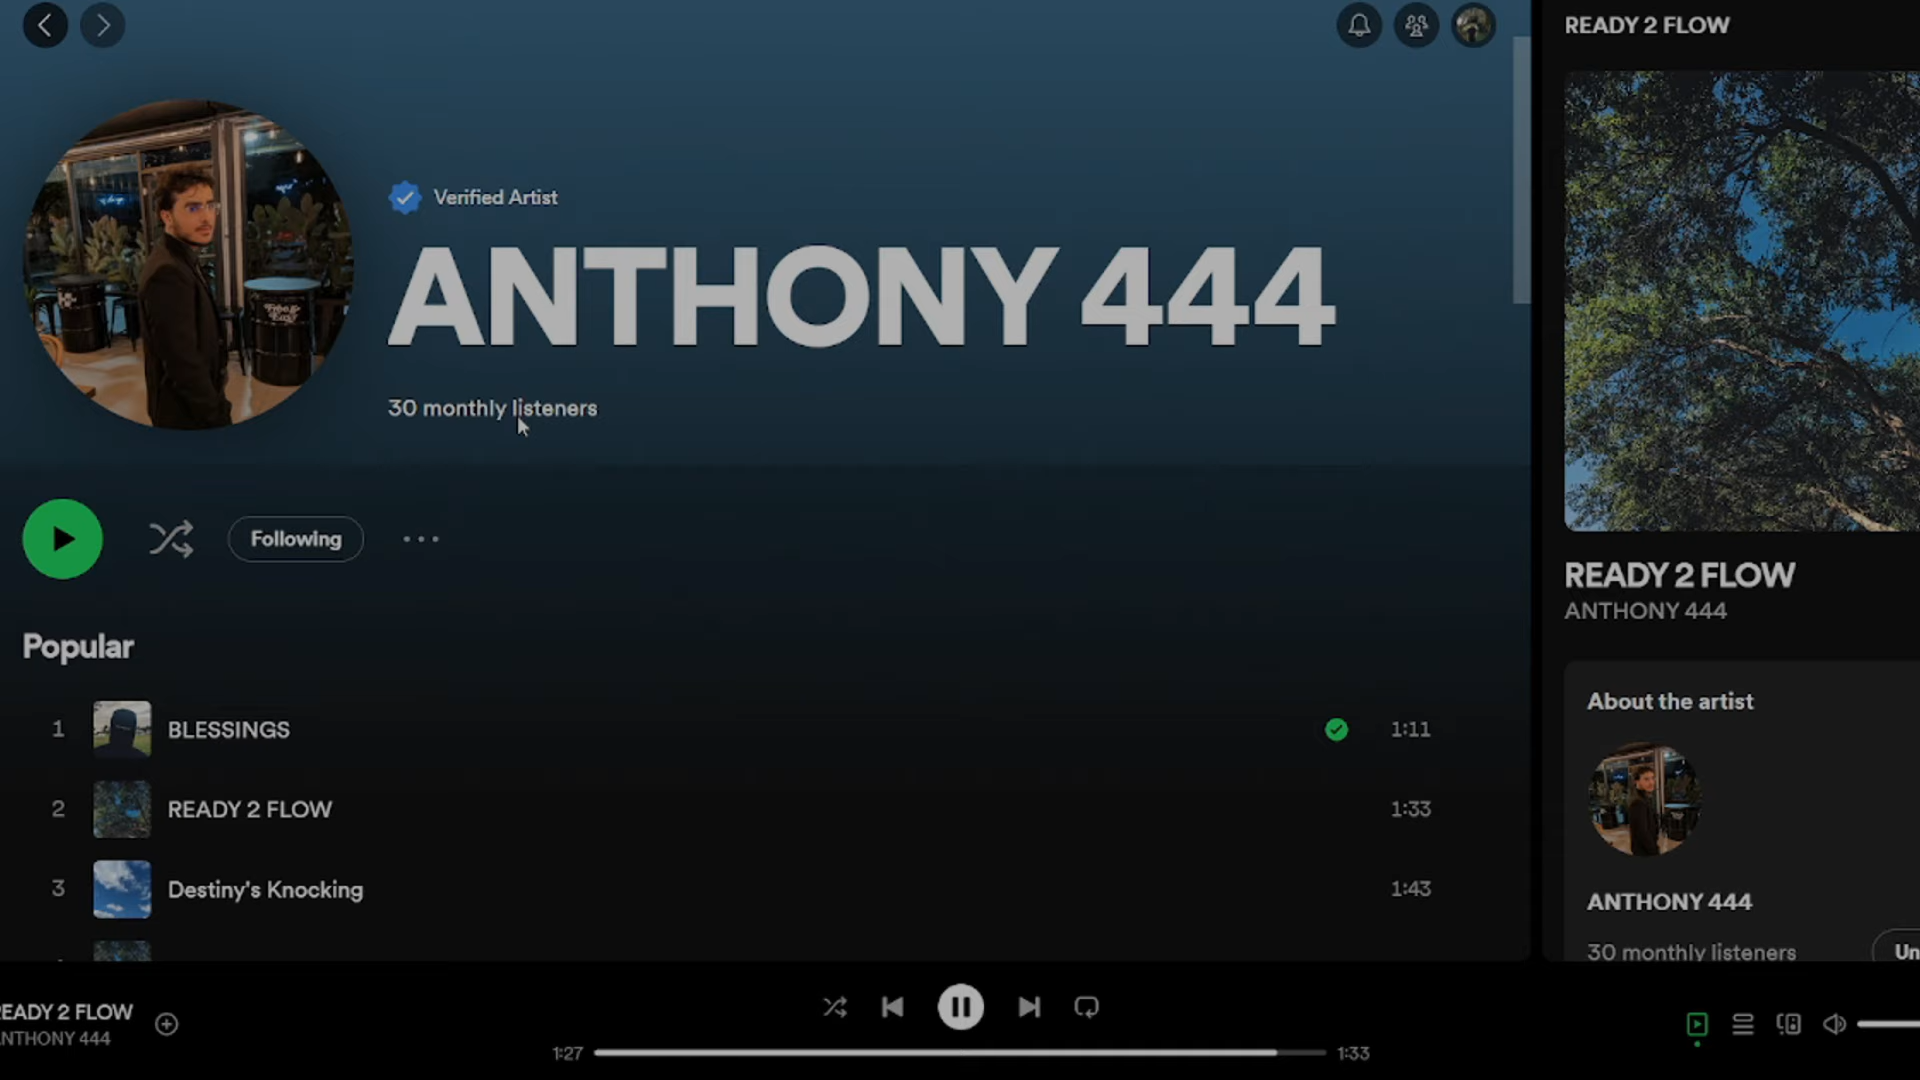 READY 2 FLOW
Verified Artist
ANTHONY 444
30 monthly listeners
Following
Popular
1 BLESSINGS 1:11
2 READY 2 FLOW 1:33
3 Destiny's Knocking 1:43
READY 2 FLOW
ANTHONY 444
About the artist
ANTHONY 444
30 monthly listeners
Un
EADY 2 FLOW
NTHONY 444
1:27
1:33